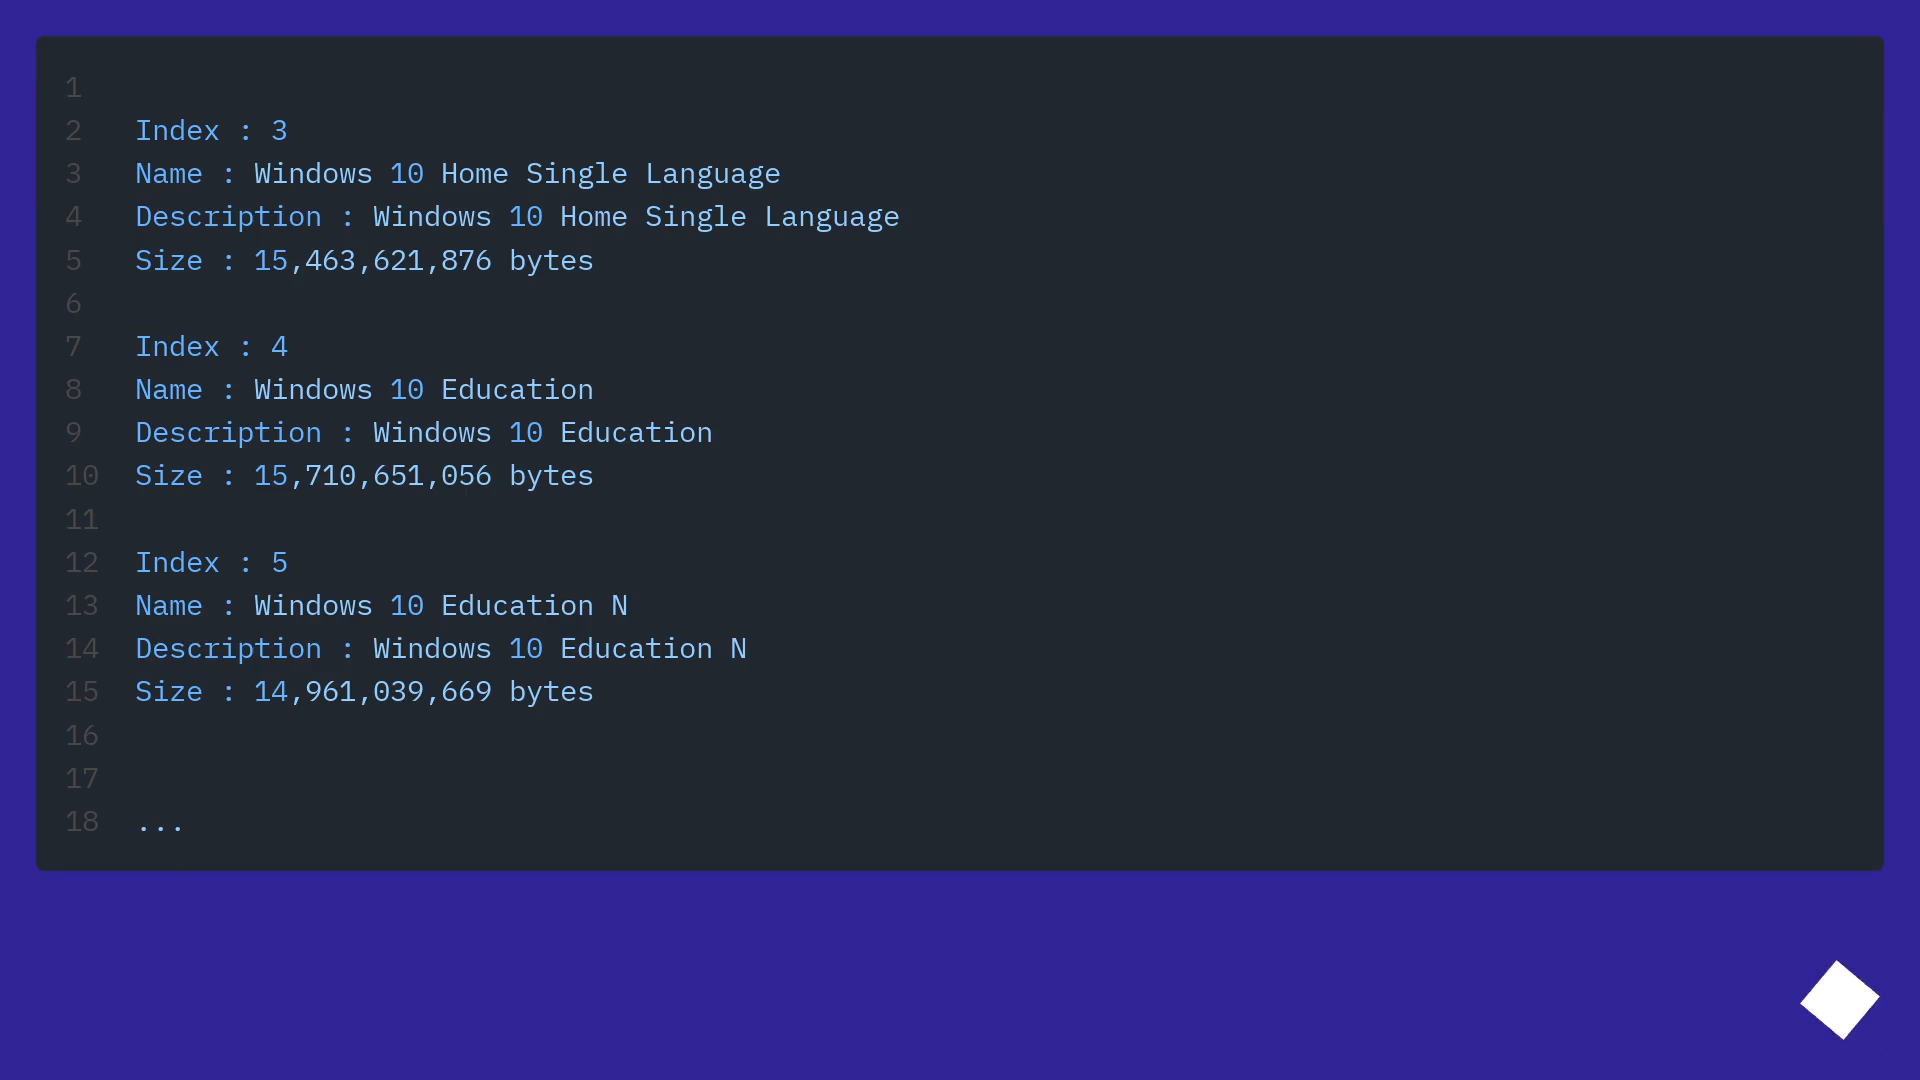 1
2 Index : 3
3 Name : Windows 10 Home Single Language
4 Description : Windows 10 Home Single Language
5 Size : 15,463,621,876 bytes
6
7 Index : 4
8 Name : Windows 10 Education
9 Description : Windows 10 Education
10 Size : 15,710,651,056 bytes
11
12 Index : 5
13 Name : Windows 10 Education N
14 Description : Windows 10 Education N
15 Size : 14,961,039,669 bytes
16
17
18 ...